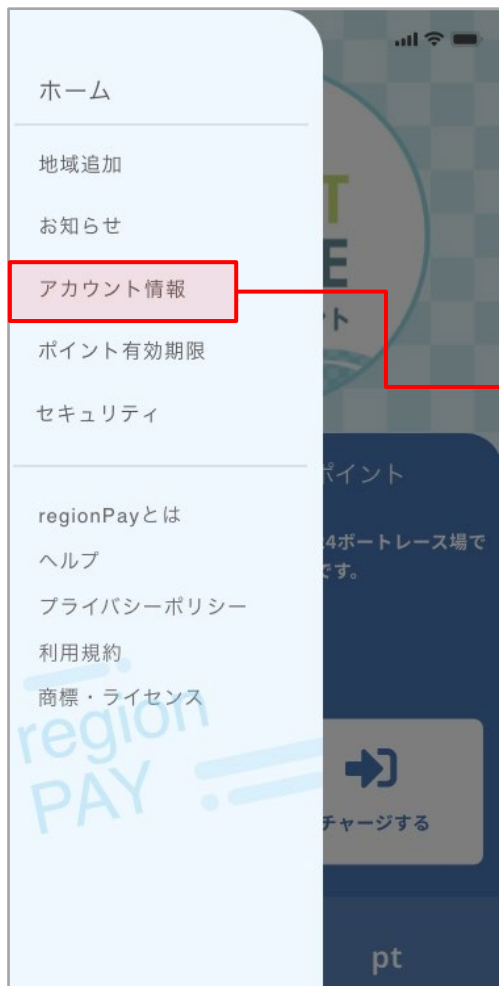 ホーム
地域追加
お知らせ
アカウント情報
ポイント有効期限
セキュリティ
regionPayとは
ヘルプ
プライバシーポリシー
利用規約
商標・ライセンス
region
PAY
T
E
ト
ポイント
24ボートレース場で
です。
チャージする
pt